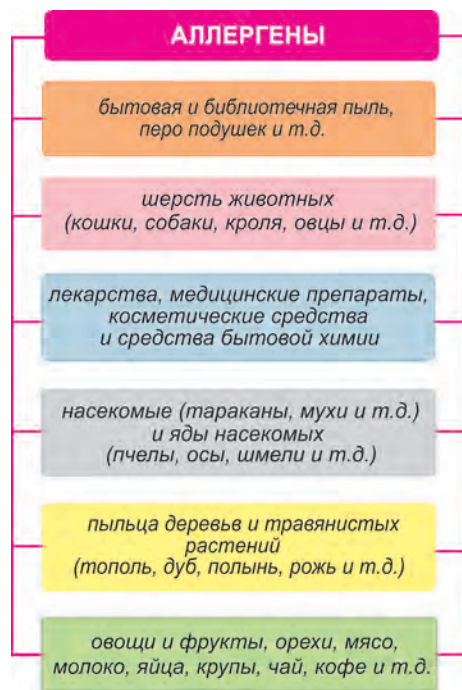 АЛЛЕРГЕНЫ
бытовая и библиотечная пыль,
перо подушек и т.д.
шерсть животных
(кошки, собаки, кроля, овцы и т.д.)
лекарства, медицинские препараты,
косметические средства
и средства бытовой химии
насекомые (тараканы, мухи и т.д.)
и яды насекомых
(пчелы, осы, шмели и т.д.)
пыльца деревьв и травянистых
растений
(тополь, дуб, полынь, рожь и т.д.)
овощи и фрукты, орехи, мясо,
молоко, яйца, крупы, чай, кофе и т.д.